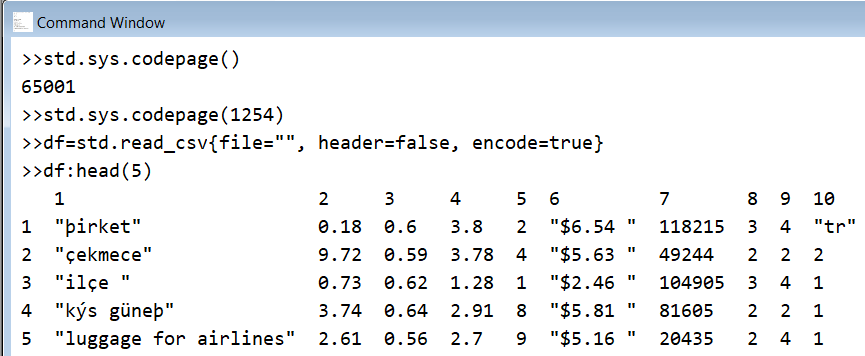 Command Window
>>std.sys.codepage()
65001
>>std.sys.codepage(1254)
>>df=std.read_csv{file="", header=false, encode=true}
>>df:head(5)
1 2 3 4 5 6 7 8 9 10
1 "þirket" 0.18 0.6 3.8 2 "$6.54 " 118215 3 4 "tr"
2 "çekmece" 9.72 0.59 3.78 4 "$5.63 " 49244 2 2 2
3 "ilçe " 0.73 0.62 1.28 1 "$2.46 " 104905 3 4 1
4 "kýs güneþ" 3.74 0.64 2.91 8 "$5.81 " 81605 2 2 1
5 "luggage for airlines" 2.61 0.56 2.7 9 "$5.16 " 20435 2 4 1